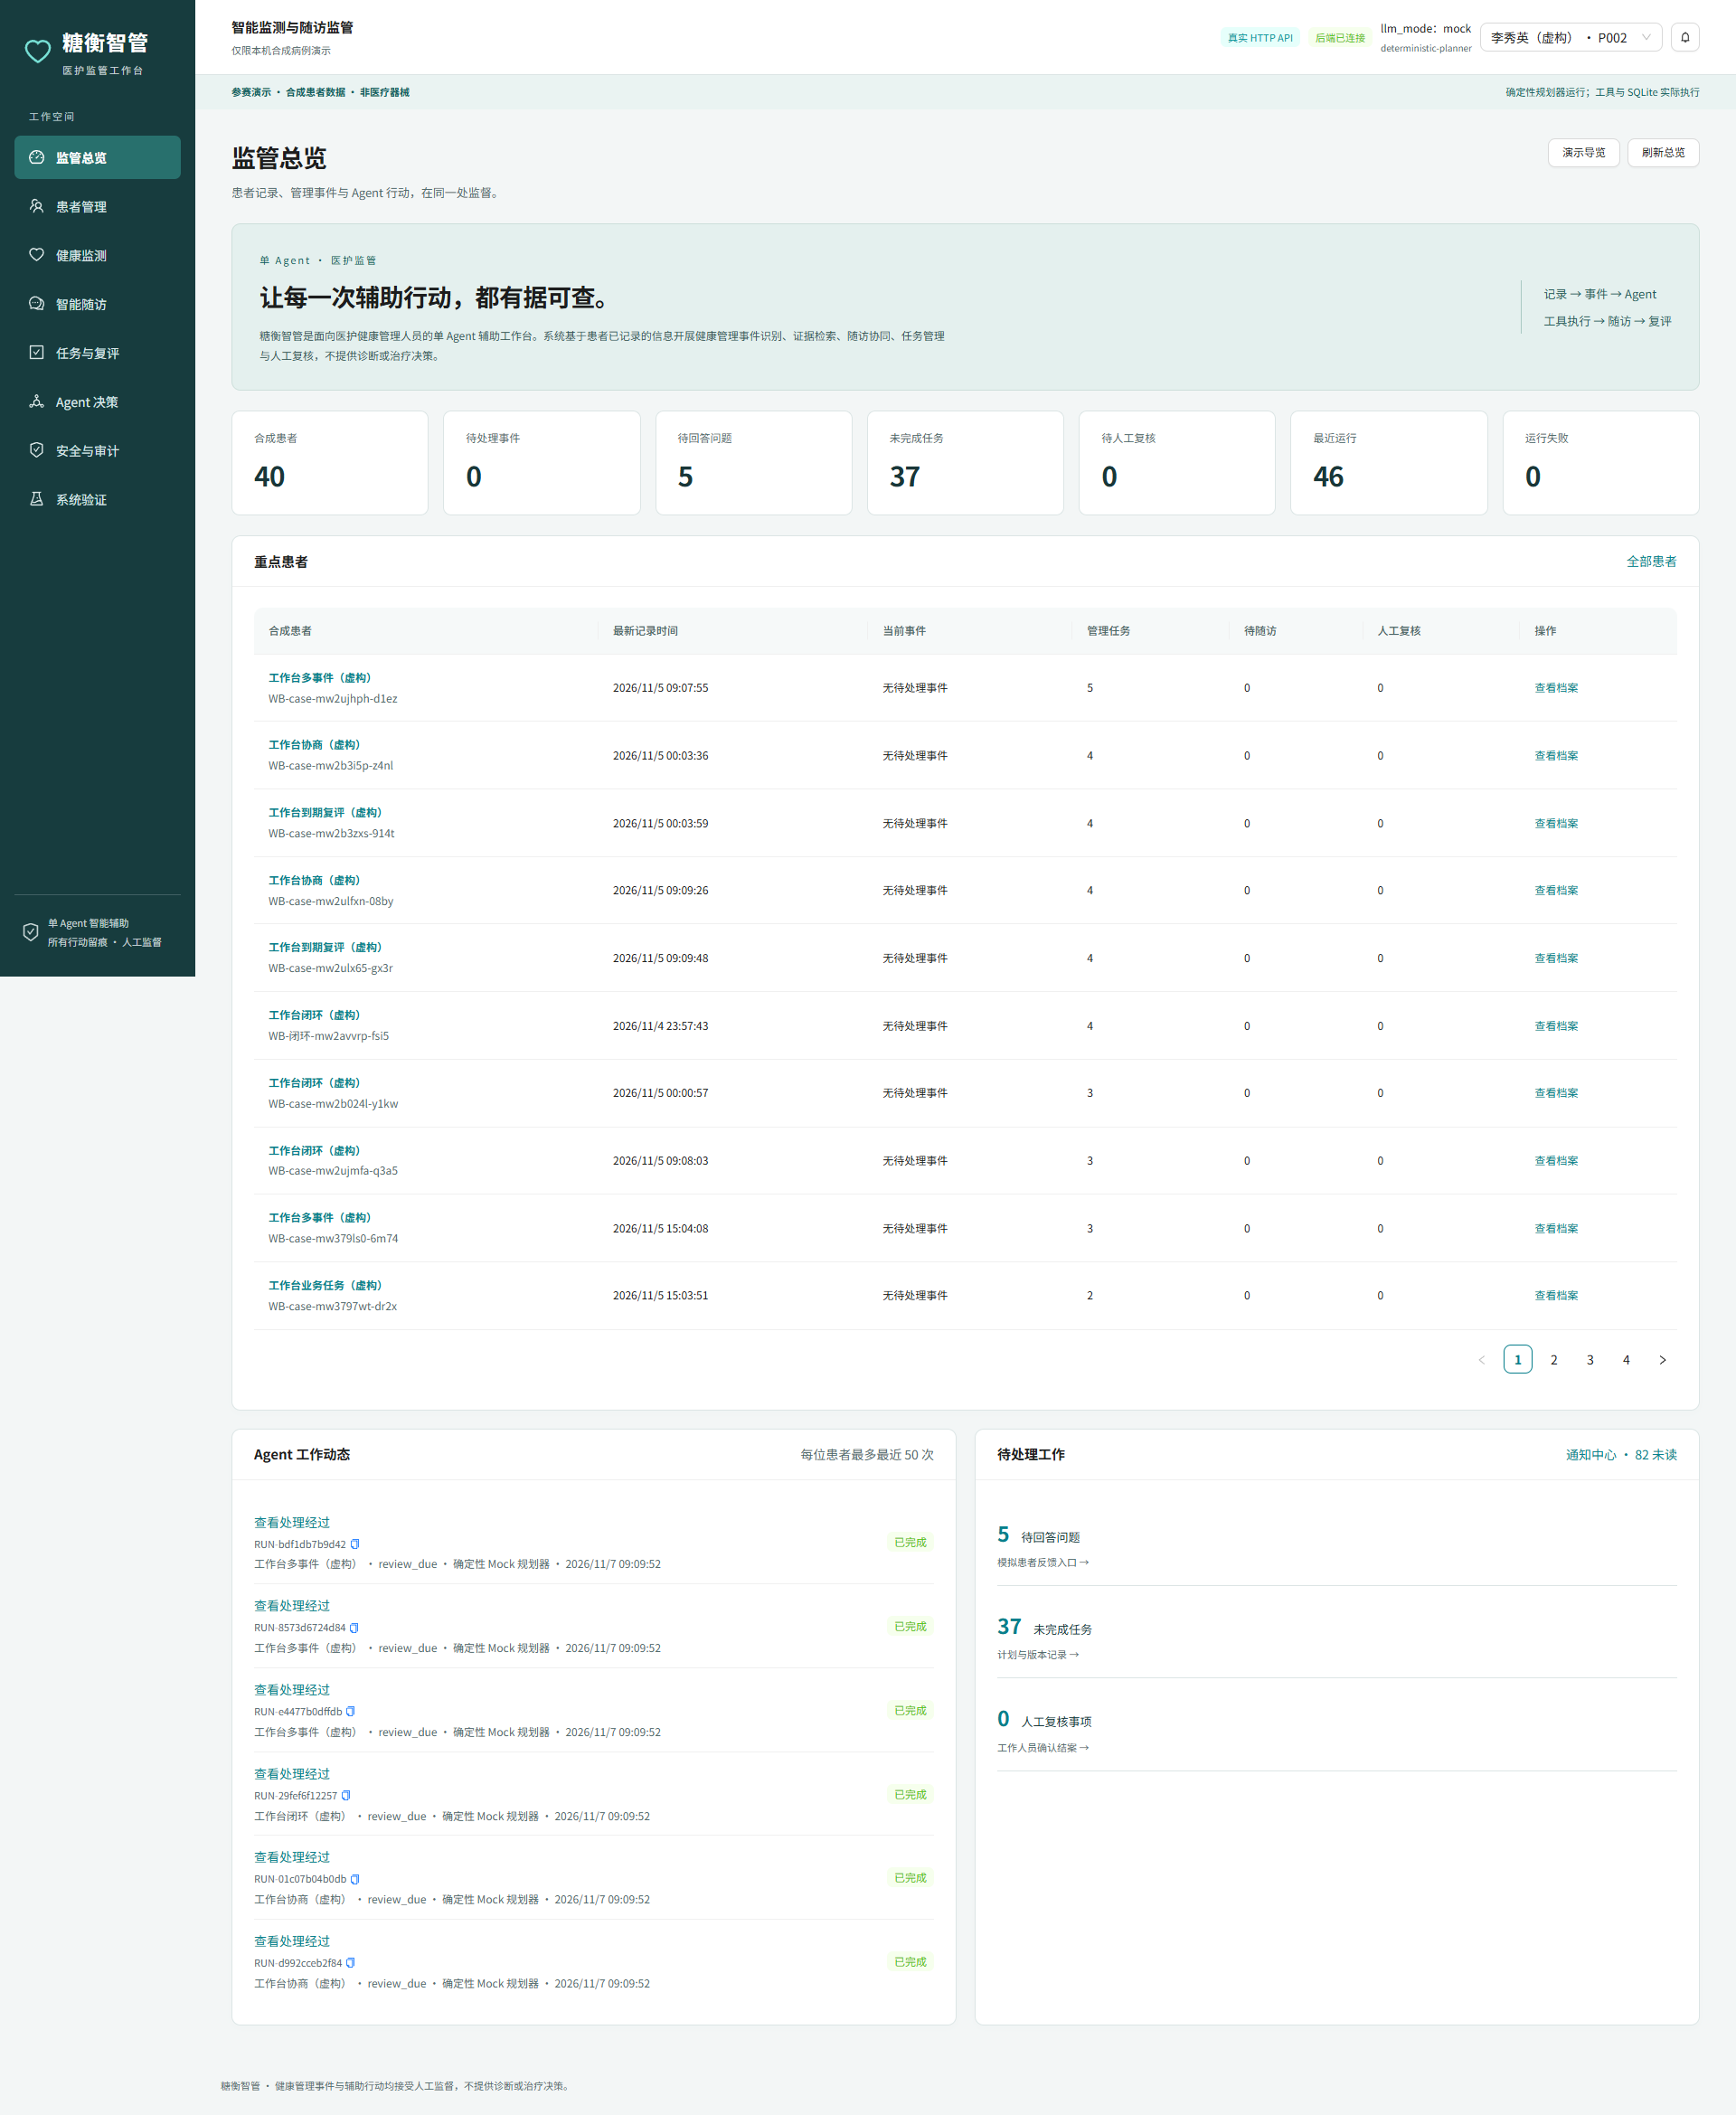 糖衡智管
医护监管工作台
工作空间
监管总览
患者管理
健康监测
智能随访
任务与复评
Agent 决策
安全与审计
系统验证
单 Agent 智能辅助
所有行动留痕 · 人工监督
智能监测与随访监管
仅限本机合成病例演示
真实 HTTP API
后端已连接
llm_mode：mock
deterministic-planner
李秀英（虚构） · P002
参赛演示 · 合成患者数据 · 非医疗器械
确定性规划器运行；工具与 SQLite 实际执行
监管总览
患者记录、管理事件与 Agent 行动，在同一处监督。
演示导览
刷新总览
单 Agent · 医护监管
让每一次辅助行动，都有据可查。
糖衡智管是面向医护健康管理人员的单 Agent 辅助工作台。系统基于患者已记录的信息开展健康管理事件识别、证据检索、随访协同、任务管理
与人工复核，不提供诊断或治疗决策。
记录 → 事件 → Agent
工具执行 → 随访 → 复评
合成患者
40
待处理事件
0
待回答问题
5
未完成任务
37
待人工复核
0
最近运行
46
运行失败
0
重点患者
全部患者
合成患者 最新记录时间 当前事件 管理任务 待随访 人工复核 操作
工作台多事件（虚构）
WB-case-mw2ujhph-d1ez
2026/11/5 09:07:55 无待处理事件 5 0 0 查看档案
工作台协商（虚构）
WB-case-mw2b3i5p-z4nl
2026/11/5 00:03:36 无待处理事件 4 0 0 查看档案
工作台到期复评（虚构）
WB-case-mw2b3zxs-914t
2026/11/5 00:03:59 无待处理事件 4 0 0 查看档案
工作台协商（虚构）
WB-case-mw2ulfxn-08by
2026/11/5 09:09:26 无待处理事件 4 0 0 查看档案
工作台到期复评（虚构）
WB-case-mw2ulx65-gx3r
2026/11/5 09:09:48 无待处理事件 4 0 0 查看档案
工作台闭环（虚构）
WB-闭环-mw2avvrp-fsi5
2026/11/4 23:57:43 无待处理事件 4 0 0 查看档案
工作台闭环（虚构）
WB-case-mw2b024l-y1kw
2026/11/5 00:00:57 无待处理事件 3 0 0 查看档案
工作台闭环（虚构）
WB-case-mw2ujmfa-q3a5
2026/11/5 09:08:03 无待处理事件 3 0 0 查看档案
工作台多事件（虚构）
WB-case-mw379ls0-6m74
2026/11/5 15:04:08 无待处理事件 3 0 0 查看档案
工作台业务任务（虚构）
WB-case-mw3797wt-dr2x
2026/11/5 15:03:51 无待处理事件 2 0 0 查看档案
< 1 2 3 4 >
Agent 工作动态
每位患者最多最近 50 次
查看处理经过
RUN-bdf1db7b9d42
工作台多事件（虚构） · review_due · 确定性 Mock 规划器 · 2026/11/7 09:09:52
已完成
查看处理经过
RUN-8573d6724d84
工作台多事件（虚构） · review_due · 确定性 Mock 规划器 · 2026/11/7 09:09:52
已完成
查看处理经过
RUN-e4477b0dffdb
工作台多事件（虚构） · review_due · 确定性 Mock 规划器 · 2026/11/7 09:09:52
已完成
查看处理经过
RUN-29fef6f12257
工作台闭环（虚构） · review_due · 确定性 Mock 规划器 · 2026/11/7 09:09:52
已完成
查看处理经过
RUN-01c07b04b0db
工作台协商（虚构） · review_due · 确定性 Mock 规划器 · 2026/11/7 09:09:52
已完成
查看处理经过
RUN-d992cceb2f84
工作台协商（虚构） · review_due · 确定性 Mock 规划器 · 2026/11/7 09:09:52
已完成
待处理工作
通知中心 · 82 未读
5 待回答问题
模拟患者反馈入口 →
37 未完成任务
计划与版本记录 →
0 人工复核事项
工作人员确认结案 →
糖衡智管 · 健康管理事件与辅助行动均接受人工监督，不提供诊断或治疗决策。